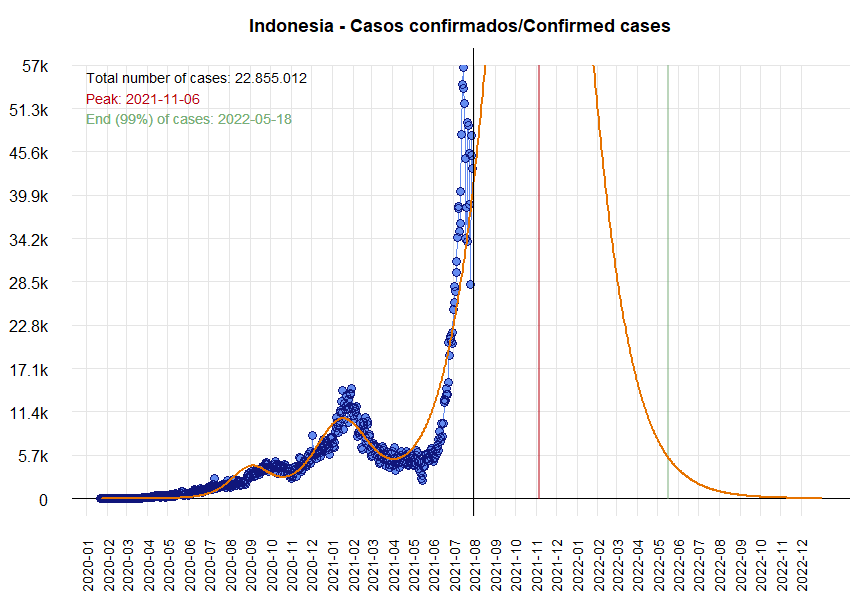 Indonesia - Casos confirmados/Confirmed cases
57k
Total number of cases: 22.855.012
Peak: 2021-11-06
End (99%) of cases: 2022-05-18
51.3k
45.6k
39.9k
34.2k
28.5k
22.8k
17.1k
11.4k
5.7k
0
2020-01
2020-02
2020-03
2020-04
2020-05
2020-06
2020-07
2020-08
2020-09
2020-10
2020-11
2020-12
2021-01
2021-02
2021-03
2021-04
2021-05
2021-06
2021-07
2021-08
2021-09
2021-10
2021-11
2021-12
2022-01
2022-02
2022-03
2022-04
2022-05
2022-06
2022-07
2022-08
2022-09
2022-10
2022-11
2022-12